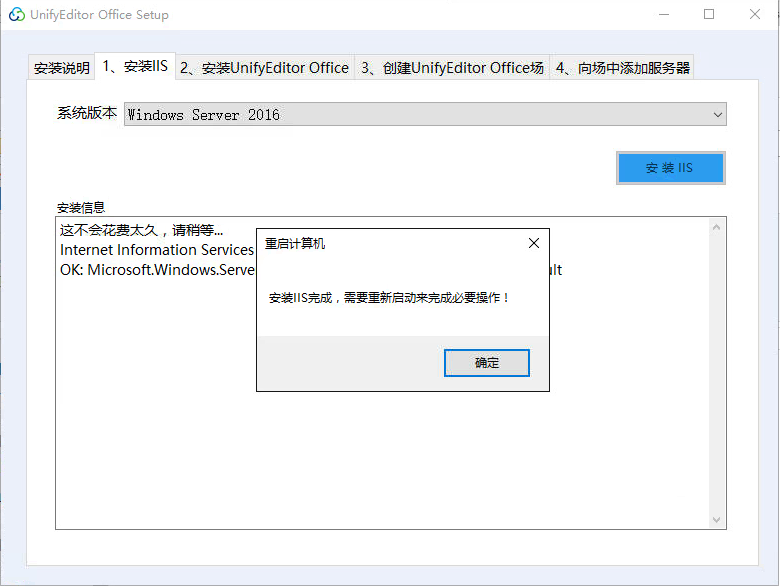 UnifyEditor Office Setup
安装说明
1、安装IIS
2、安装UnifyEditor Office
3、创建UnifyEditor Office场
4、向场中添加服务器
系统版本
Windows Server 2016
安 装 IIS
安装信息
这不会花费太久，请稍等...
Internet Information Services
OK: Microsoft.Windows.Serve
重启计算机
安装IIS完成，需要重新启动来完成必要操作！
确定